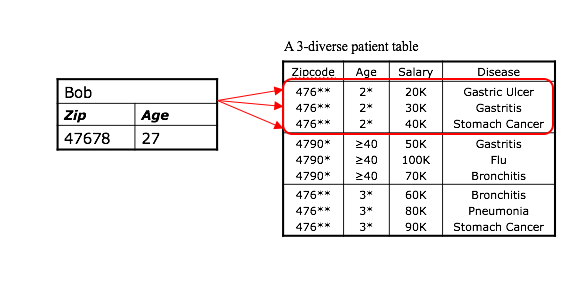 A 3-diverse patient table
Bob
Zip Age
47678 27
Zipcode Age Salary Disease
476** 2* 20K Gastric Ulcer
476** 2* 30K Gastritis
476** 2* 40K Stomach Cancer
4790* ≥40 50K Gastritis
4790* ≥40 100K Flu
4790* ≥40 70K Bronchitis
476** 3* 60K Bronchitis
476** 3* 80K Pneumonia
476** 3* 90K Stomach Cancer